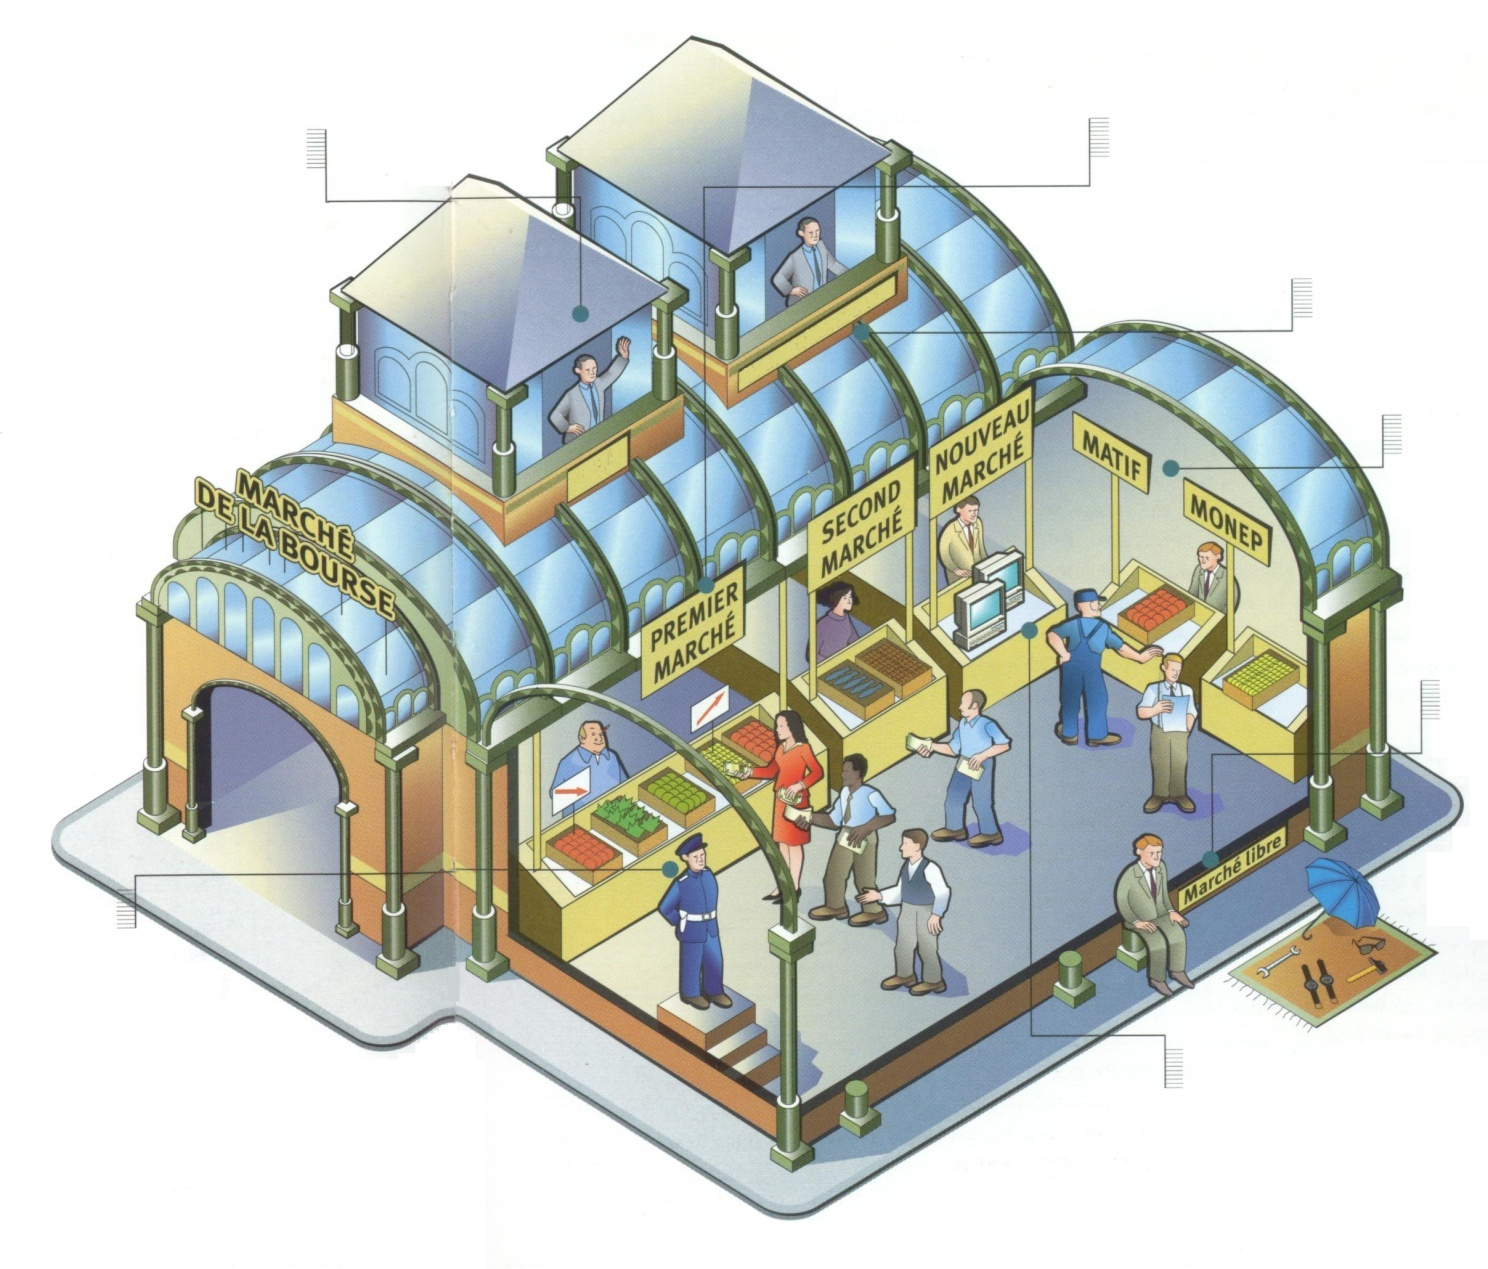 MARCHÉ
DE LA BOURSE
PREMIER
MARCHÉ
SECOND
MARCHÉ
NOUVEAU
MARCHÉ
MATIF
MONEP
Marché libre